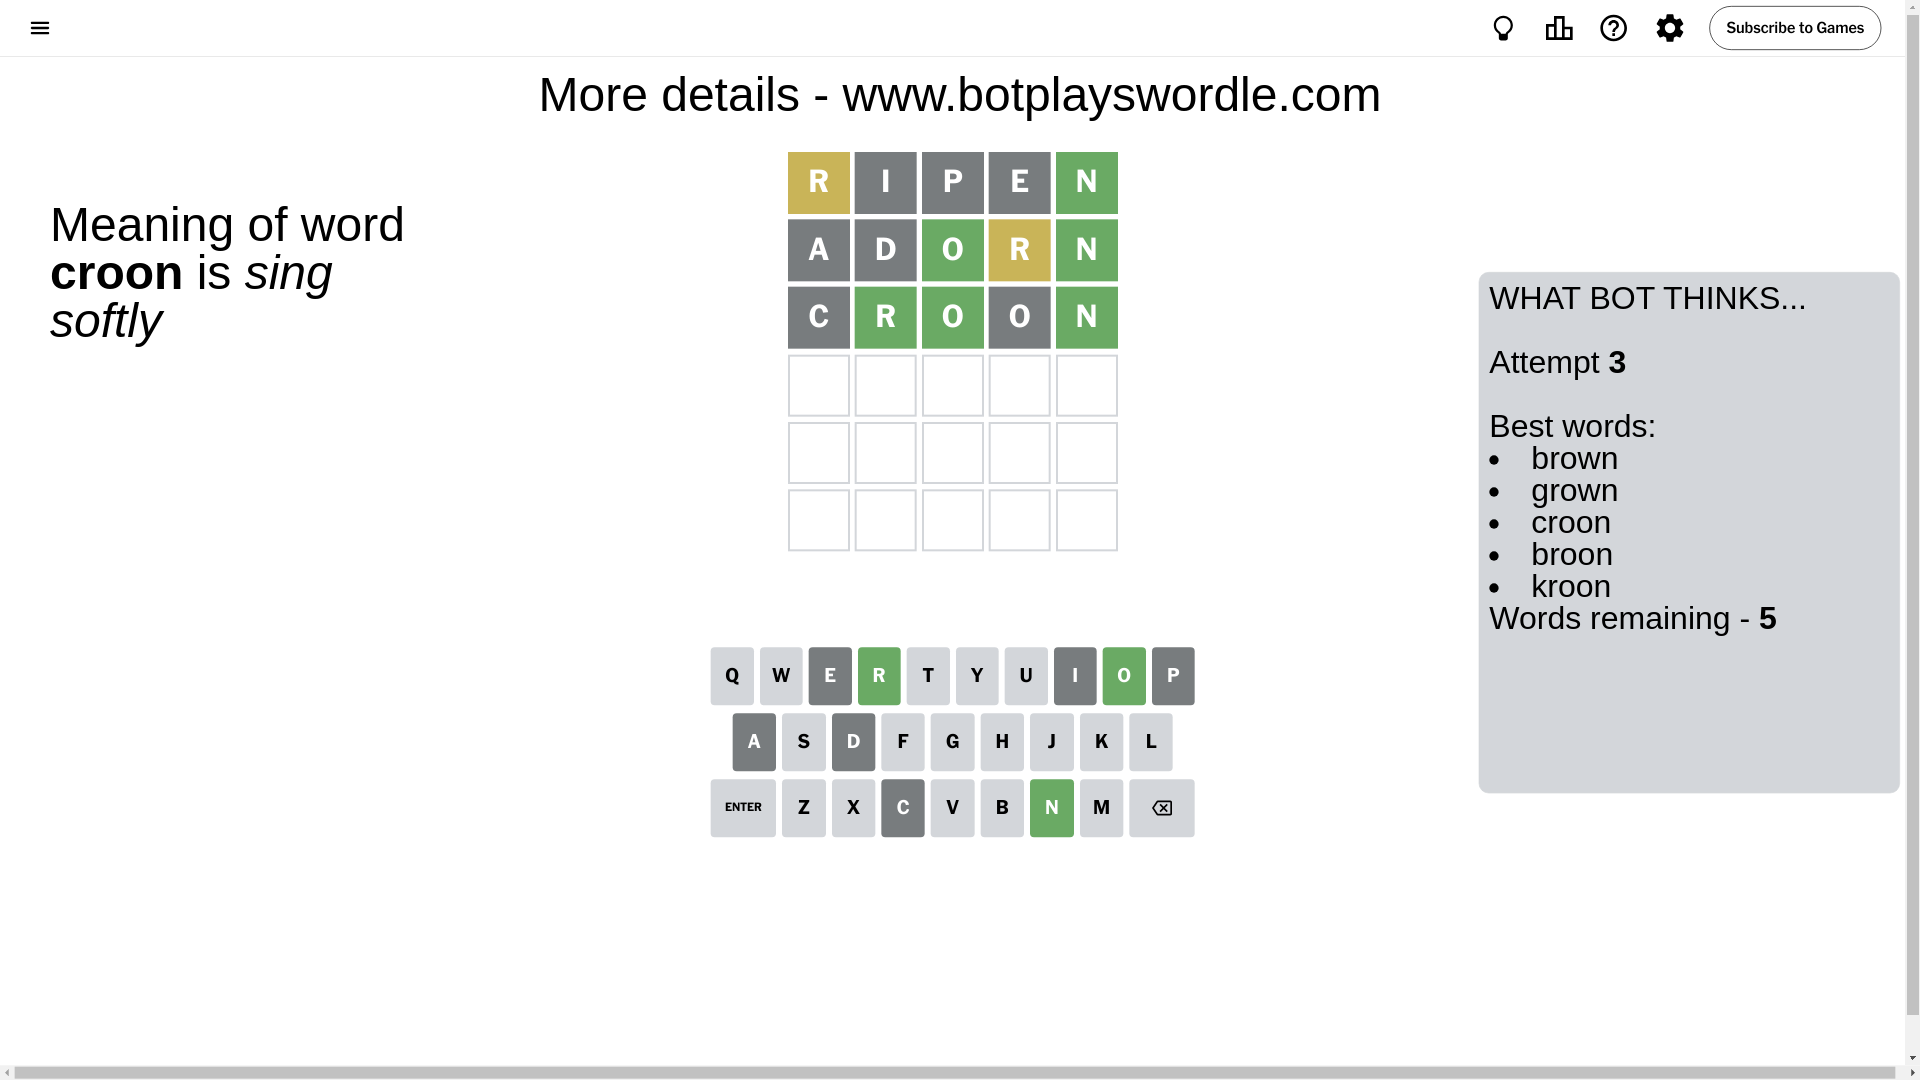 Subscribe to Games
More details - www.botplayswordle.com
Meaning of word
croon is sing
softly
R I P E N
A D O R N
C R O O N
WHAT BOT THINKS...
Attempt 3
Best words:
• brown
• grown
• croon
• broon
• kroon
Words remaining - 5
Q W E R T Y U I O P
A S D F G H J K L
ENTER Z X C V B N M